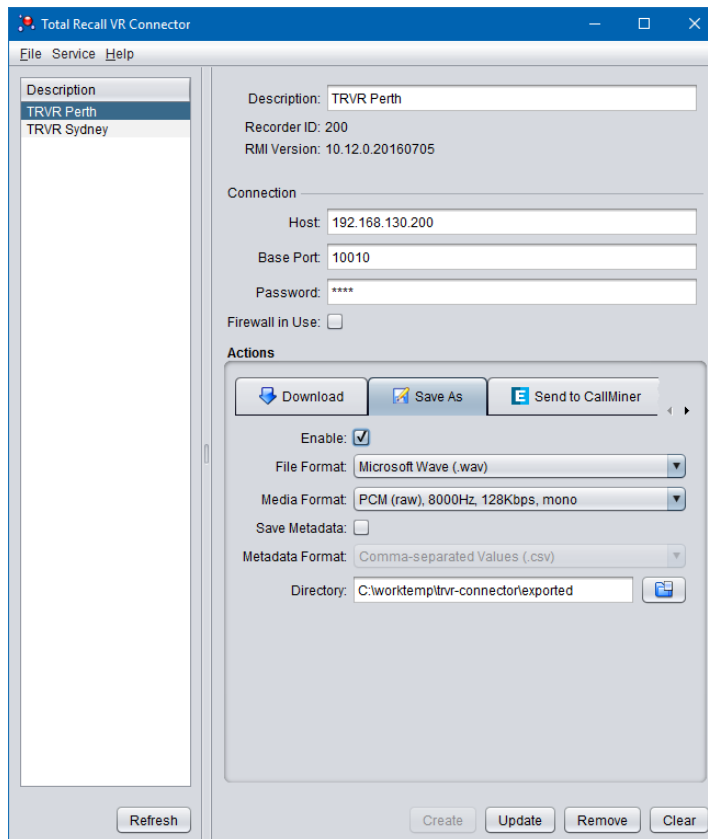 Total Recall VR Connector
File Service Help
Description
TRVR Perth
TRVR Sydney
Refresh
Description: TRVR Perth
Recorder ID: 200
RMI Version: 10.12.0.20160705
Connection
Host: 192.168.130.200
Base Port: 10010
Password: ****
Firewall in Use:
Actions
Download Save As E Send to CallMiner
Enable:
File Format: Microsoft Wave (.wav)
Media Format: PCM (raw), 8000Hz, 128Kbps, mono
Save Metadata:
Metadata Format: Comma-separated Values (.csv)
Directory: C:\worktemp\trvr-connector\exported
Create Update Remove Clear